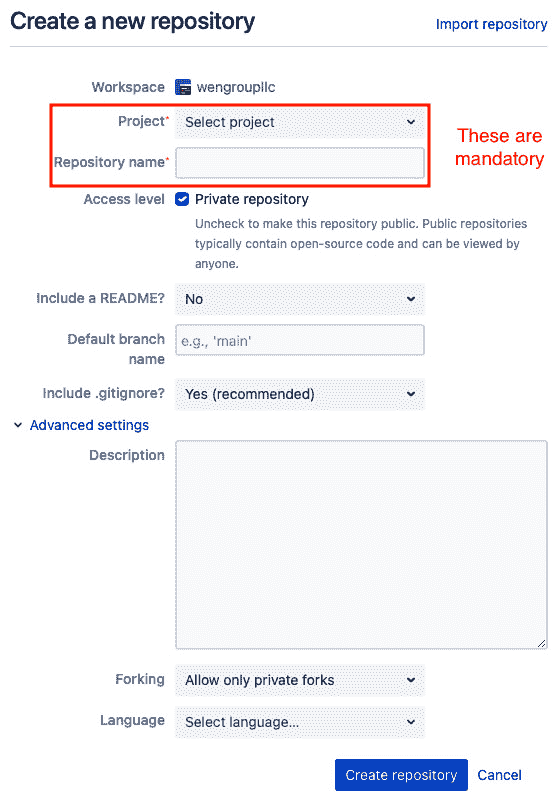 Create a new repository
Import repository
Workspace wengroupllc
Project* Select project
These are
mandatory
Repository name*
Access level Private repository
Uncheck to make this repository public. Public repositories
typically contain open-source code and can be viewed by
anyone.
Include a README? No
Default branch
name
e.g., 'main'
Include .gitignore? Yes (recommended)
Advanced settings
Description
Forking Allow only private forks
Language Select language...
Create repository Cancel